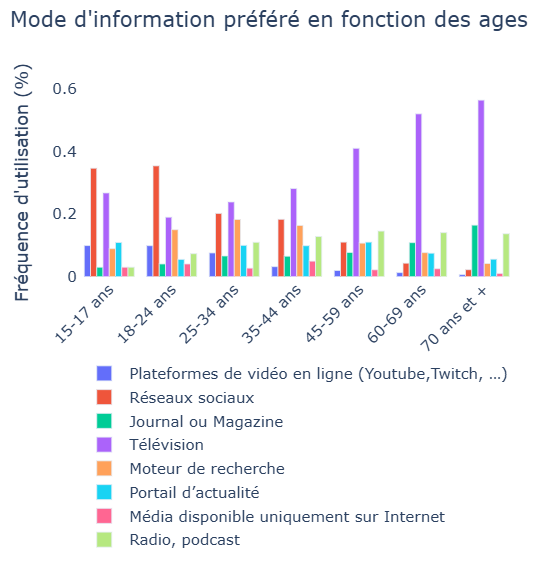 Mode d'information préféré en fonction des ages
Fréquence d'utilisation (%)
0.6
0.4
0.2
0
15-17 ans
18-24 ans
25-34 ans
35-44 ans
45-59 ans
60-69 ans
70 ans et +
Plateformes de vidéo en ligne (Youtube,Twitch, …)
Réseaux sociaux
Journal ou Magazine
Télévision
Moteur de recherche
Portail d’actualité
Média disponible uniquement sur Internet
Radio, podcast